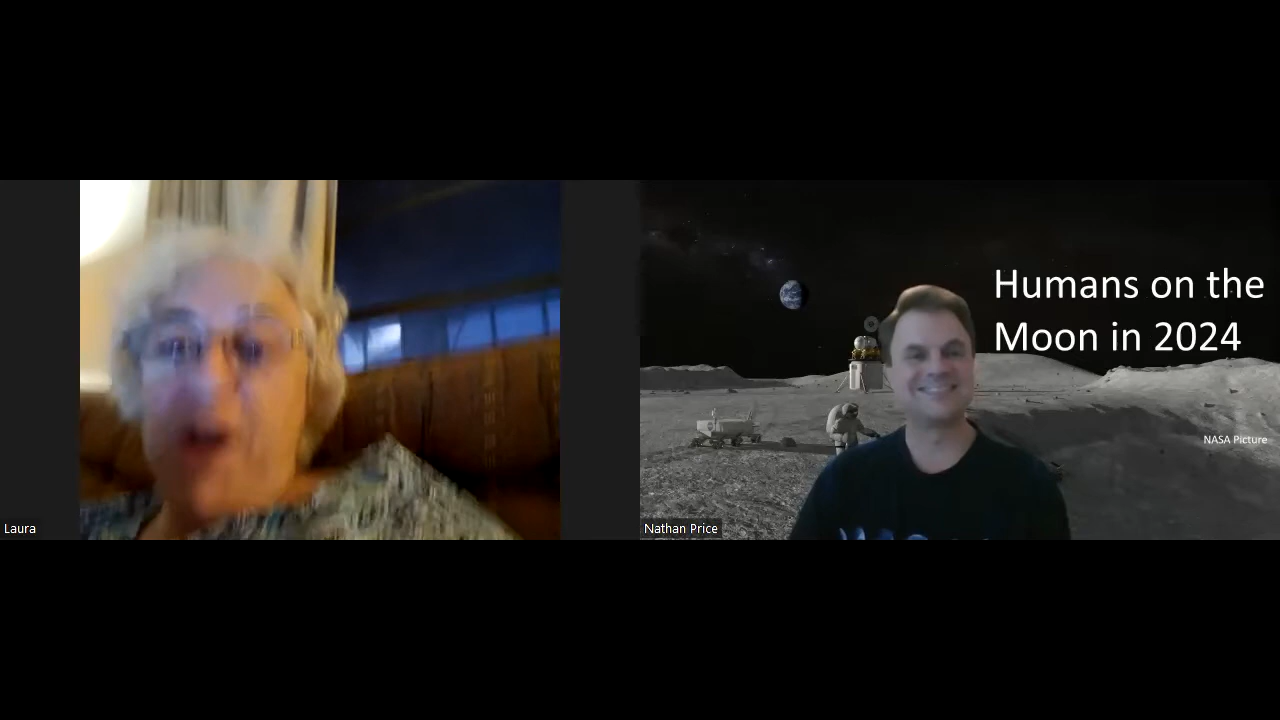 Humans on the
Moon in 2024
NASA Picture
Laura
Nathan Price